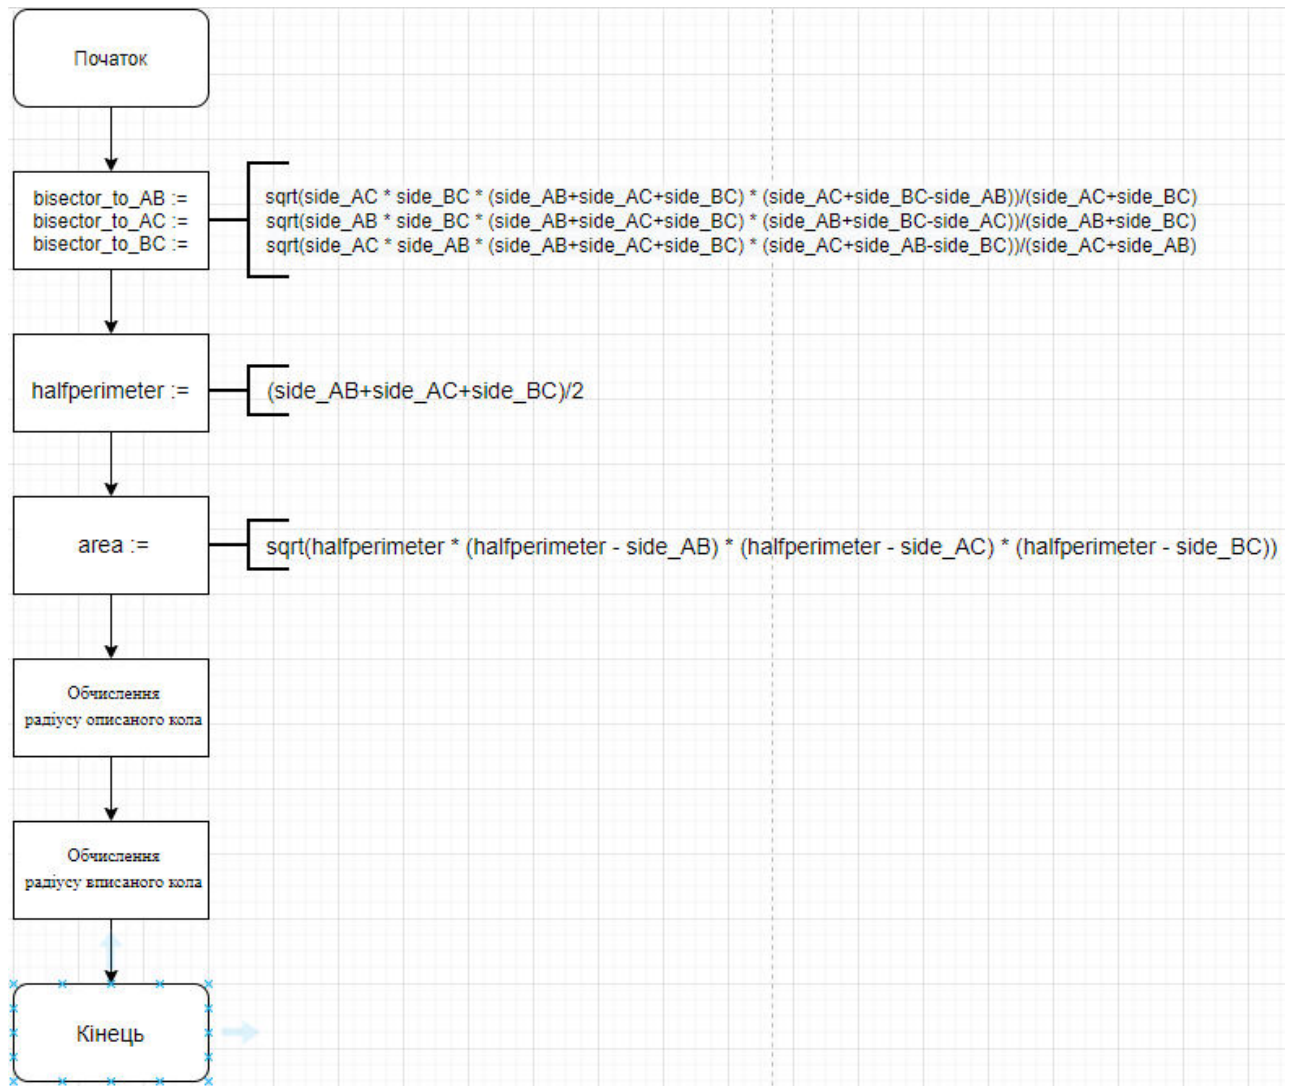 Початок
bisector_to_AB :=
bisector_to_AC :=
bisector_to_BC :=
sqrt(side_AC * side_BC * (side_AB+side_AC+side_BC) * (side_AC+side_BC-side_AB))/(side_AC+side_BC)
sqrt(side_AB * side_BC * (side_AB+side_AC+side_BC) * (side_AB+side_BC-side_AC))/(side_AB+side_BC)
sqrt(side_AC * side_AB * (side_AB+side_AC+side_BC) * (side_AC+side_AB-side_BC))/(side_AC+side_AB)
halfperimeter :=
(side_AB+side_AC+side_BC)/2
area :=
sqrt(halfperimeter * (halfperimeter - side_AB) * (halfperimeter - side_AC) * (halfperimeter - side_BC))
Обчислення
радіусу описаного кола
Обчислення
радіусу вписаного кола
Кінець